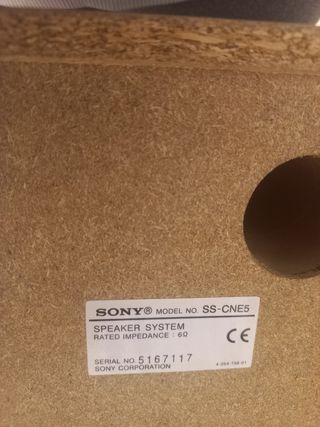 SONY® MODEL NO. SS-CNE5
SPEAKER SYSTEM
RATED IMPEDANCE : 6Ω
CE
SERIAL NO. 5167117
SONY CORPORATION